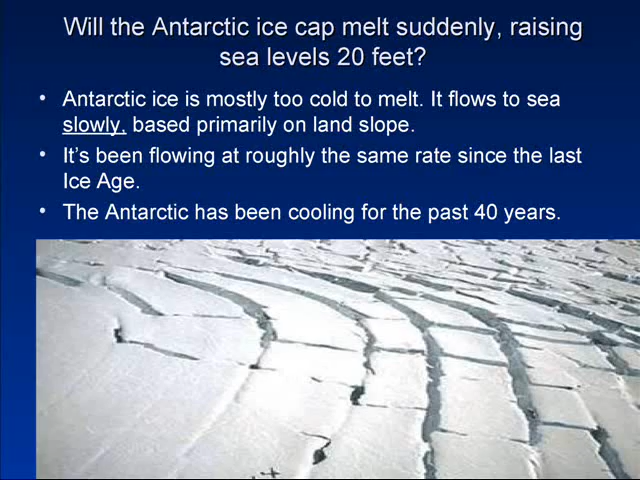 Will the Antarctic ice cap melt suddenly, raising
sea levels 20 feet?
• Antarctic ice is mostly too cold to melt. It flows to sea
slowly, based primarily on land slope.
• It's been flowing at roughly the same rate since the last
Ice Age.
• The Antarctic has been cooling for the past 40 years.